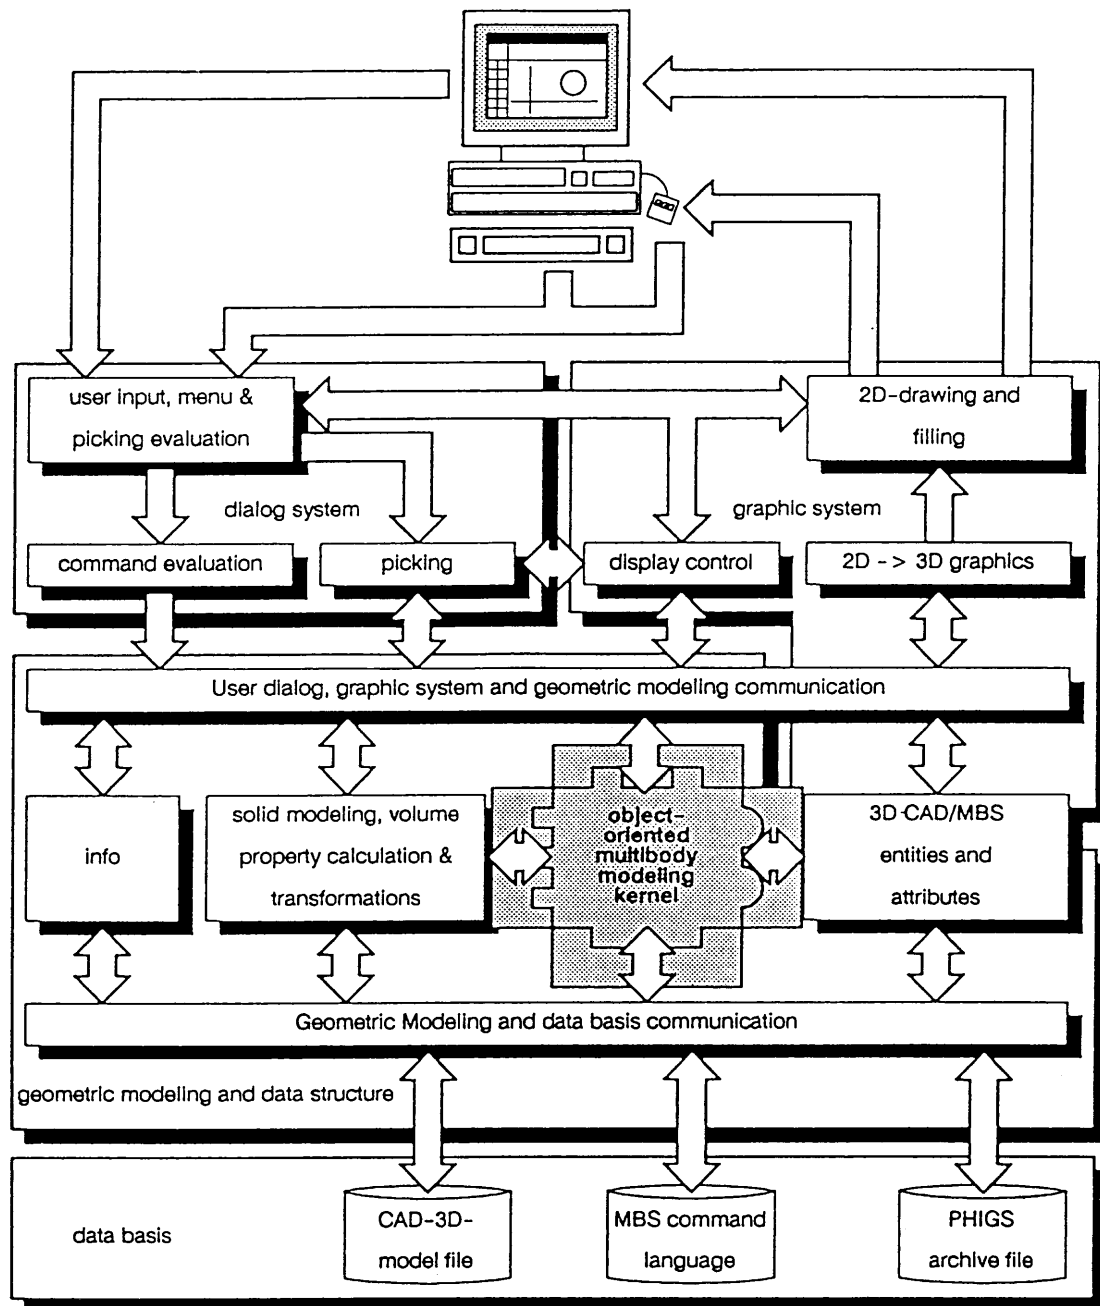 user input, menu &
picking evaluation
2D-drawing and
filling
dialog system
graphic system
command evaluation
picking
display control
2D - > 3D graphics
User dialog, graphic system and geometric modeling communication
info
solid modeling, volume
property calculation &
transformations
object-
oriented
multibody
modeling
kernel
3D-CAD/MBS
entities and
attributes
Geometric Modeling and data basis communication
geometric modeling and data structure
data basis
CAD-3D-
model file
MBS command
language
PHIGS
archive file